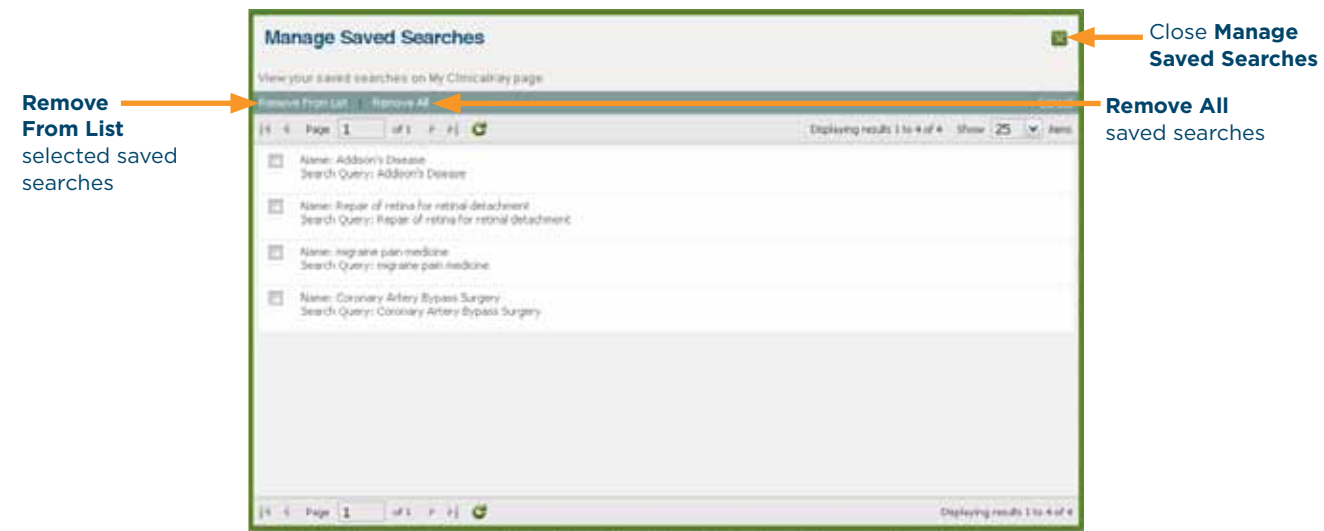 Manage Saved Searches
Close Manage
Saved Searches
View your saved searches on My ClinicalKey page
Remove
From List
selected saved
searches
Remove From List | Remove All
Remove All
saved searches
Page 1 of 1
Displaying results 1 to 4 of 4 Show 25 items
Name: Addison's Disease
Search Query: Addison's Disease
Name: Repair of retina for retinal detachment
Search Query: Repair of retina for retinal detachment
Name: migraine pain medicine
Search Query: migraine pain medicine
Name: Coronary Artery Bypass Surgery
Search Query: Coronary Artery Bypass Surgery
Page 1 of 1
Displaying results 1 to 4 of 4